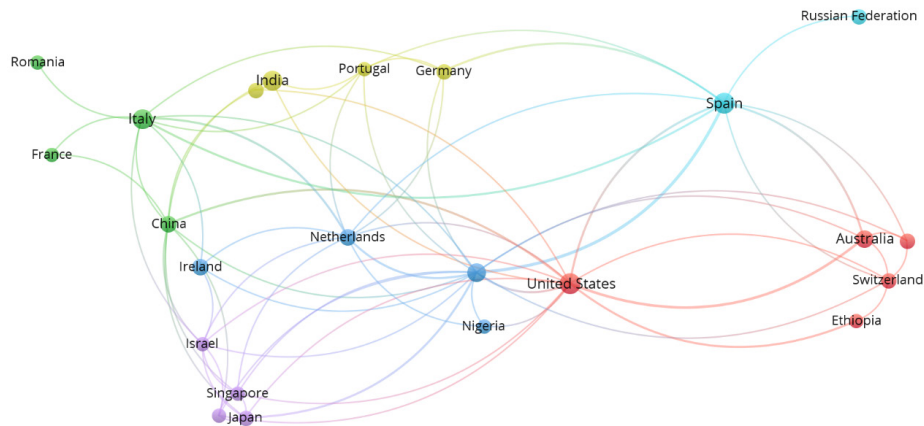 Russian Federation
Romania
Portugal
Germany
India
Spain
Italy
France
China
Netherlands
Australia
Ireland
Switzerland
United States
Ethiopia
Nigeria
Israel
Singapore
Japan